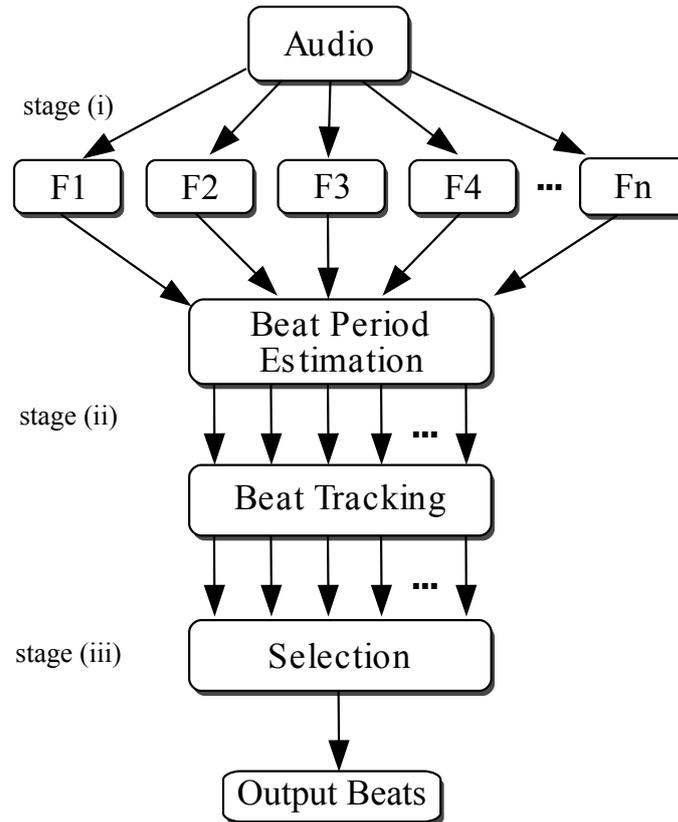 Audio
stage (i)
F1 F2 F3 F4 ... Fn
Beat Period
Estimation
stage (ii)
...
Beat Tracking
...
stage (iii)
Selection
Output Beats